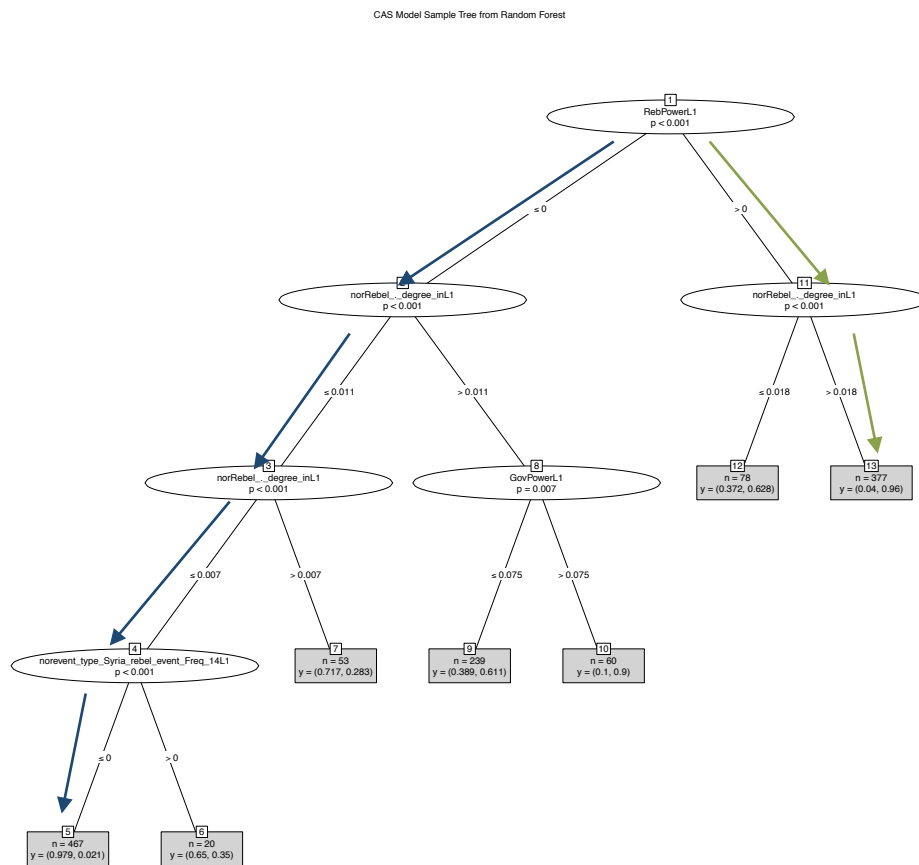 CAS Model Sample Tree from Random Forest
1
RebPowerL1
p < 0.001
≤ 0
> 0
norRebel_._degree_inL1
p < 0.001
11
norRebel_._degree_inL1
p < 0.001
≤ 0.011
> 0.011
≤ 0.018
> 0.018
3
norRebel_._degree_inL1
p < 0.001
8
GovPowerL1
p = 0.007
12
n = 78
y = (0.372, 0.628)
13
n = 377
y = (0.04, 0.96)
≤ 0.007
> 0.007
≤ 0.075
> 0.075
4
norevent_type_Syria_rebel_event_Freq_14L1
p < 0.001
7
n = 53
y = (0.717, 0.283)
9
n = 239
y = (0.389, 0.611)
10
n = 60
y = (0.1, 0.9)
≤ 0
> 0
5
n = 467
y = (0.979, 0.021)
6
n = 20
y = (0.65, 0.35)